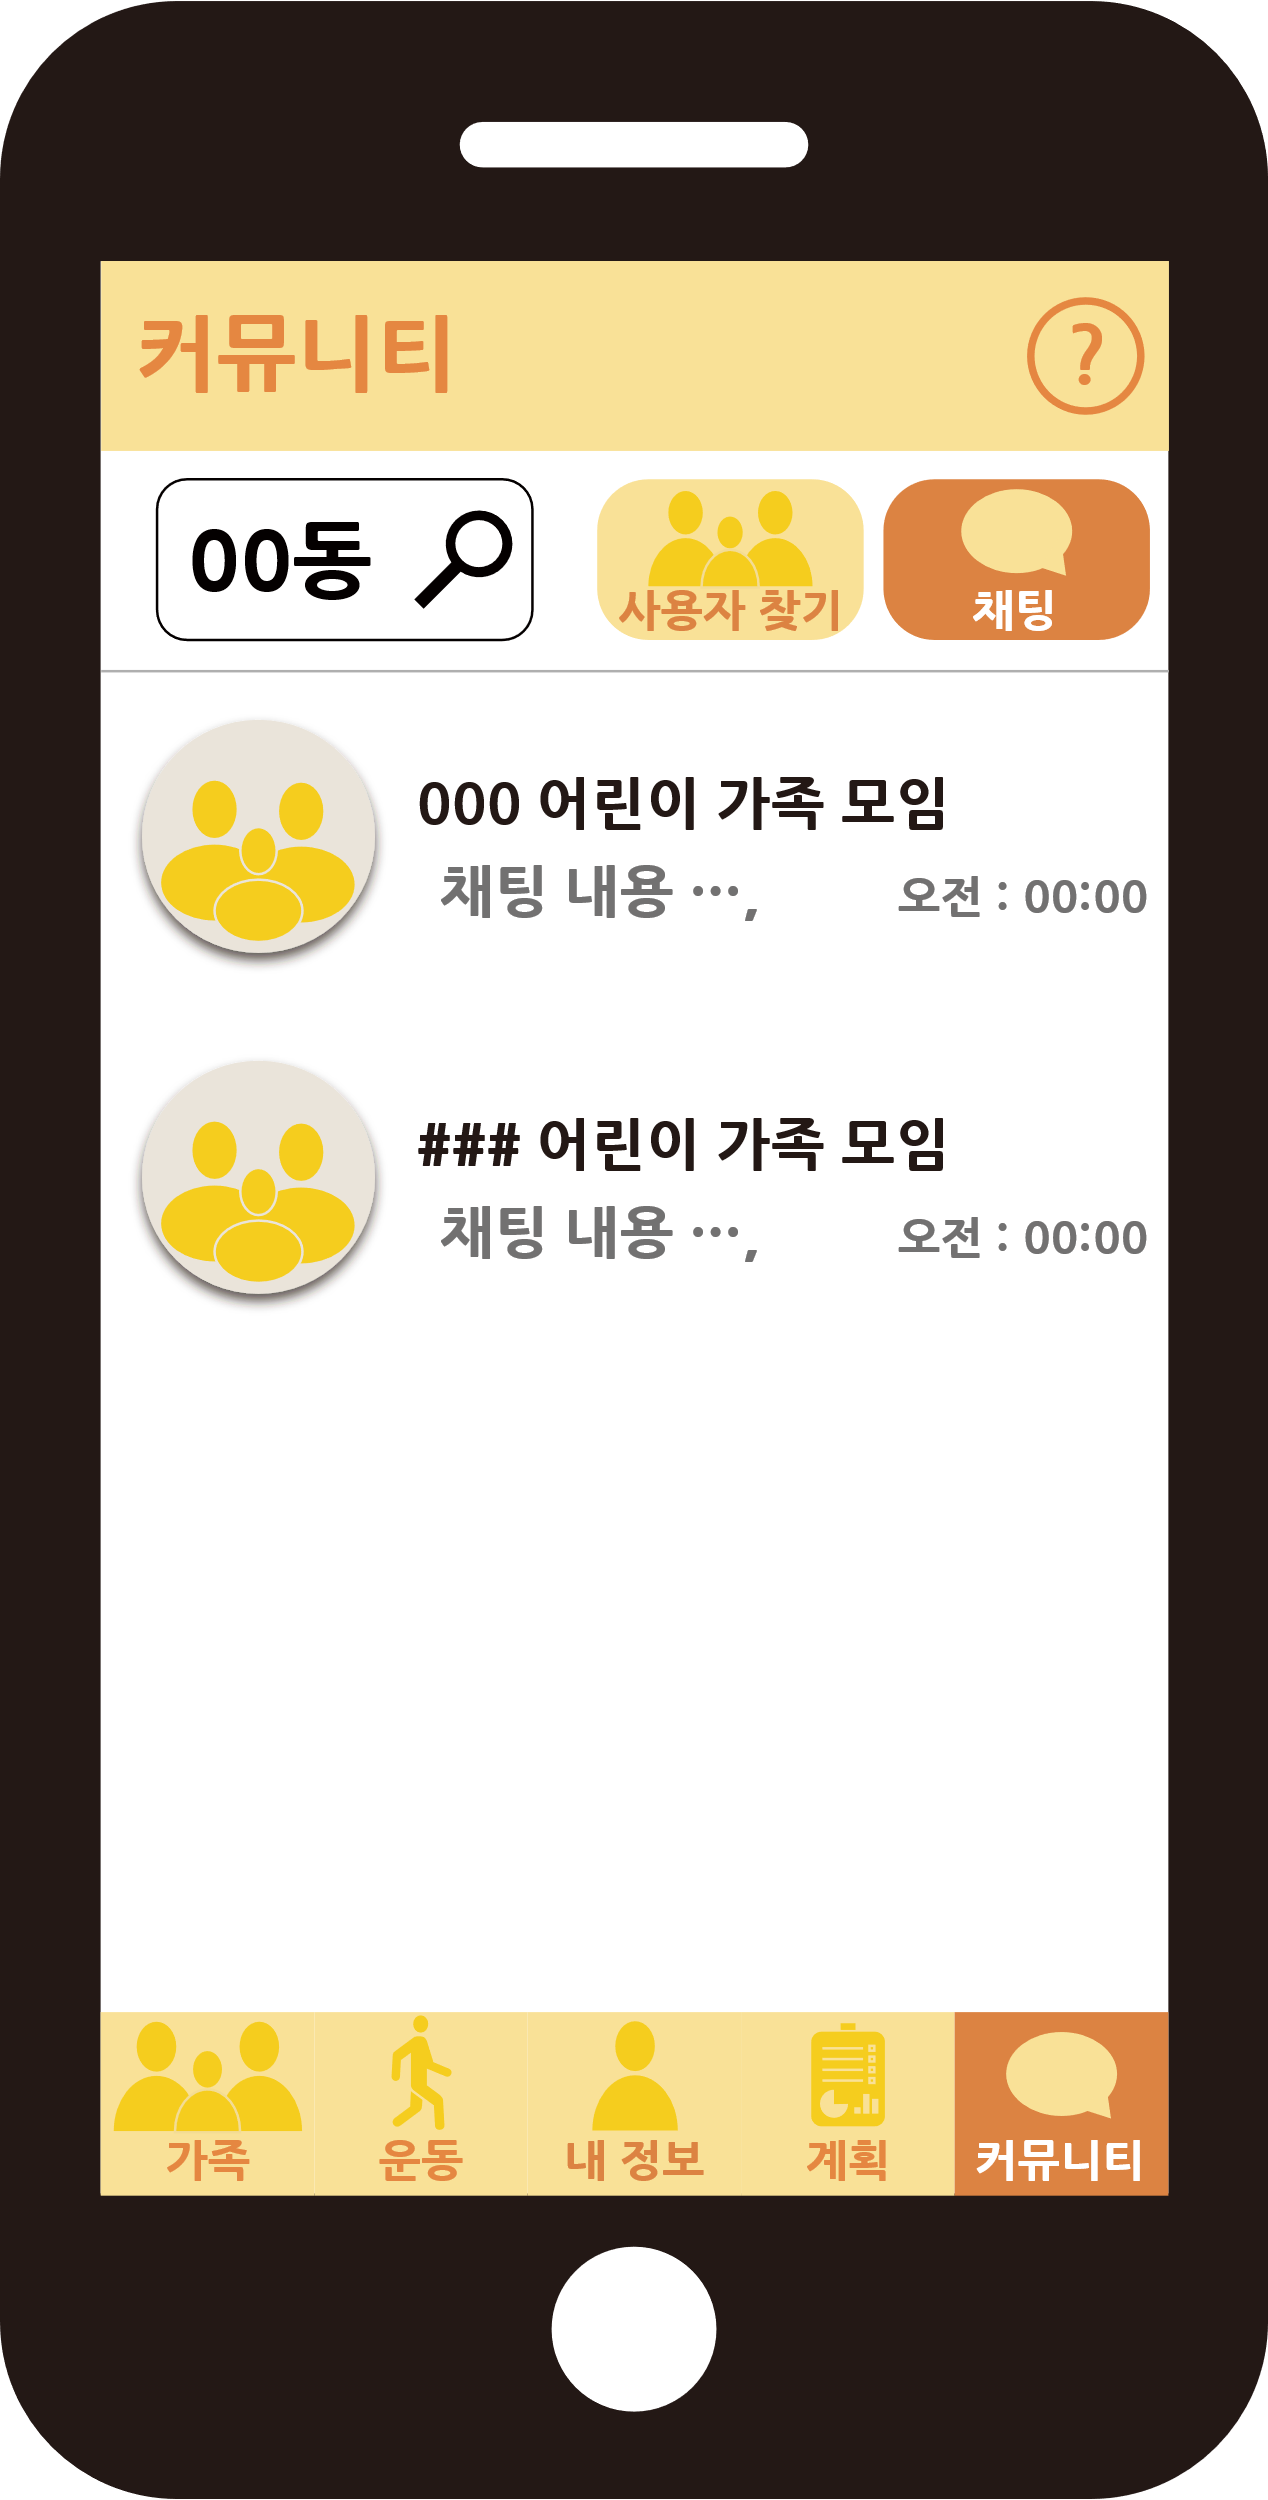 커뮤니티
?
00동
사용자 찾기
채팅
000 어린이 가족 모임
채팅 내용 …,
오전 : 00:00
### 어린이 가족 모임
채팅 내용 …,
오전 : 00:00
가족
운동
내 정보
계획
커뮤니티